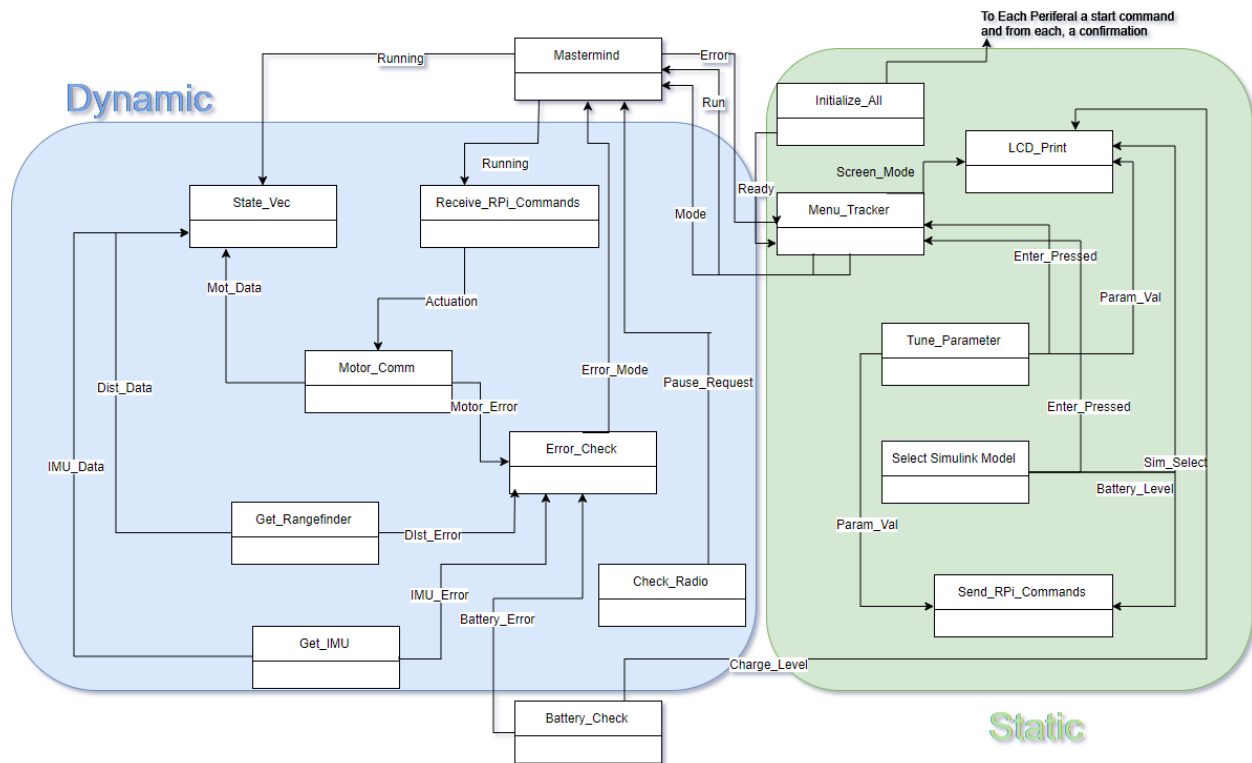 To Each Periferal a start command
and from each, a confirmation
Mastermind
Running
Error
Dynamic
Initialize_All
Run
LCD_Print
Running
Screen_Mode
Ready
State_Vec
Receive_RPi_Commands
Menu_Tracker
Mode
Enter_Pressed
Mot_Data
Actuation
Param_Val
Tune_Parameter
Motor_Comm
Error_Mode
Pause_Request
Dist_Data
Motor_Error
Enter_Pressed
Error_Check
Select Simulink Model
IMU_Data
Sim_Select
Battery_Level
Get_Rangefinder
DIst_Error
Param_Val
Check_Radio
Send_RPi_Commands
IMU_Error
Battery_Error
Get_IMU
Charge_Level
Battery_Check
Static